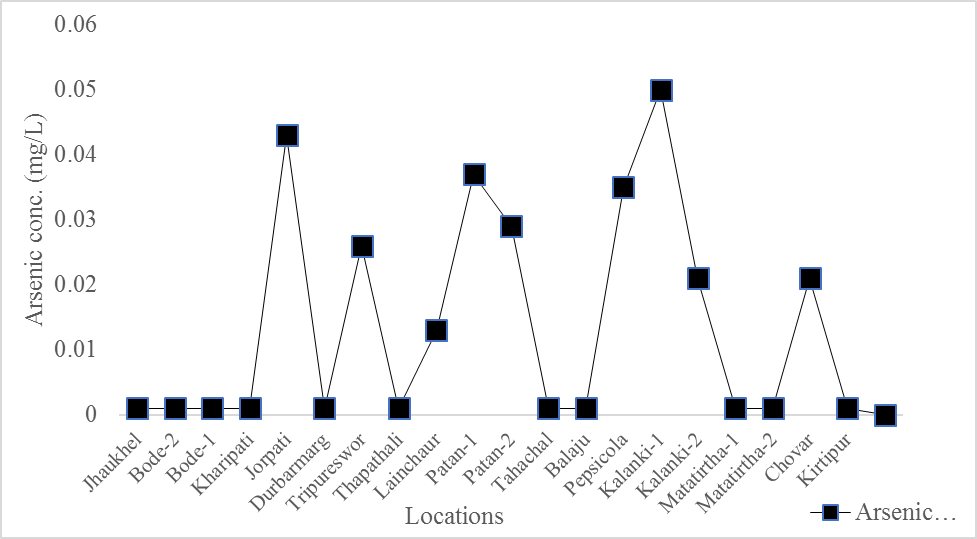 0.06
0.05
0.04
0.03
0.02
0.01
0
Arsenic conc. (mg/L)
Jhaukhel
Bode-2
Bode-1
Kharipati
Jorpati
Durbarmarg
Tripureswor
Thapathali
Lainchaur
Patan-1
Patan-2
Tahachal
Balaju
Pepsicola
Kalanki-1
Kalanki-2
Matatirtha-1
Matatirtha-2
Chovar
Kirtipur
Locations
Arsenic…